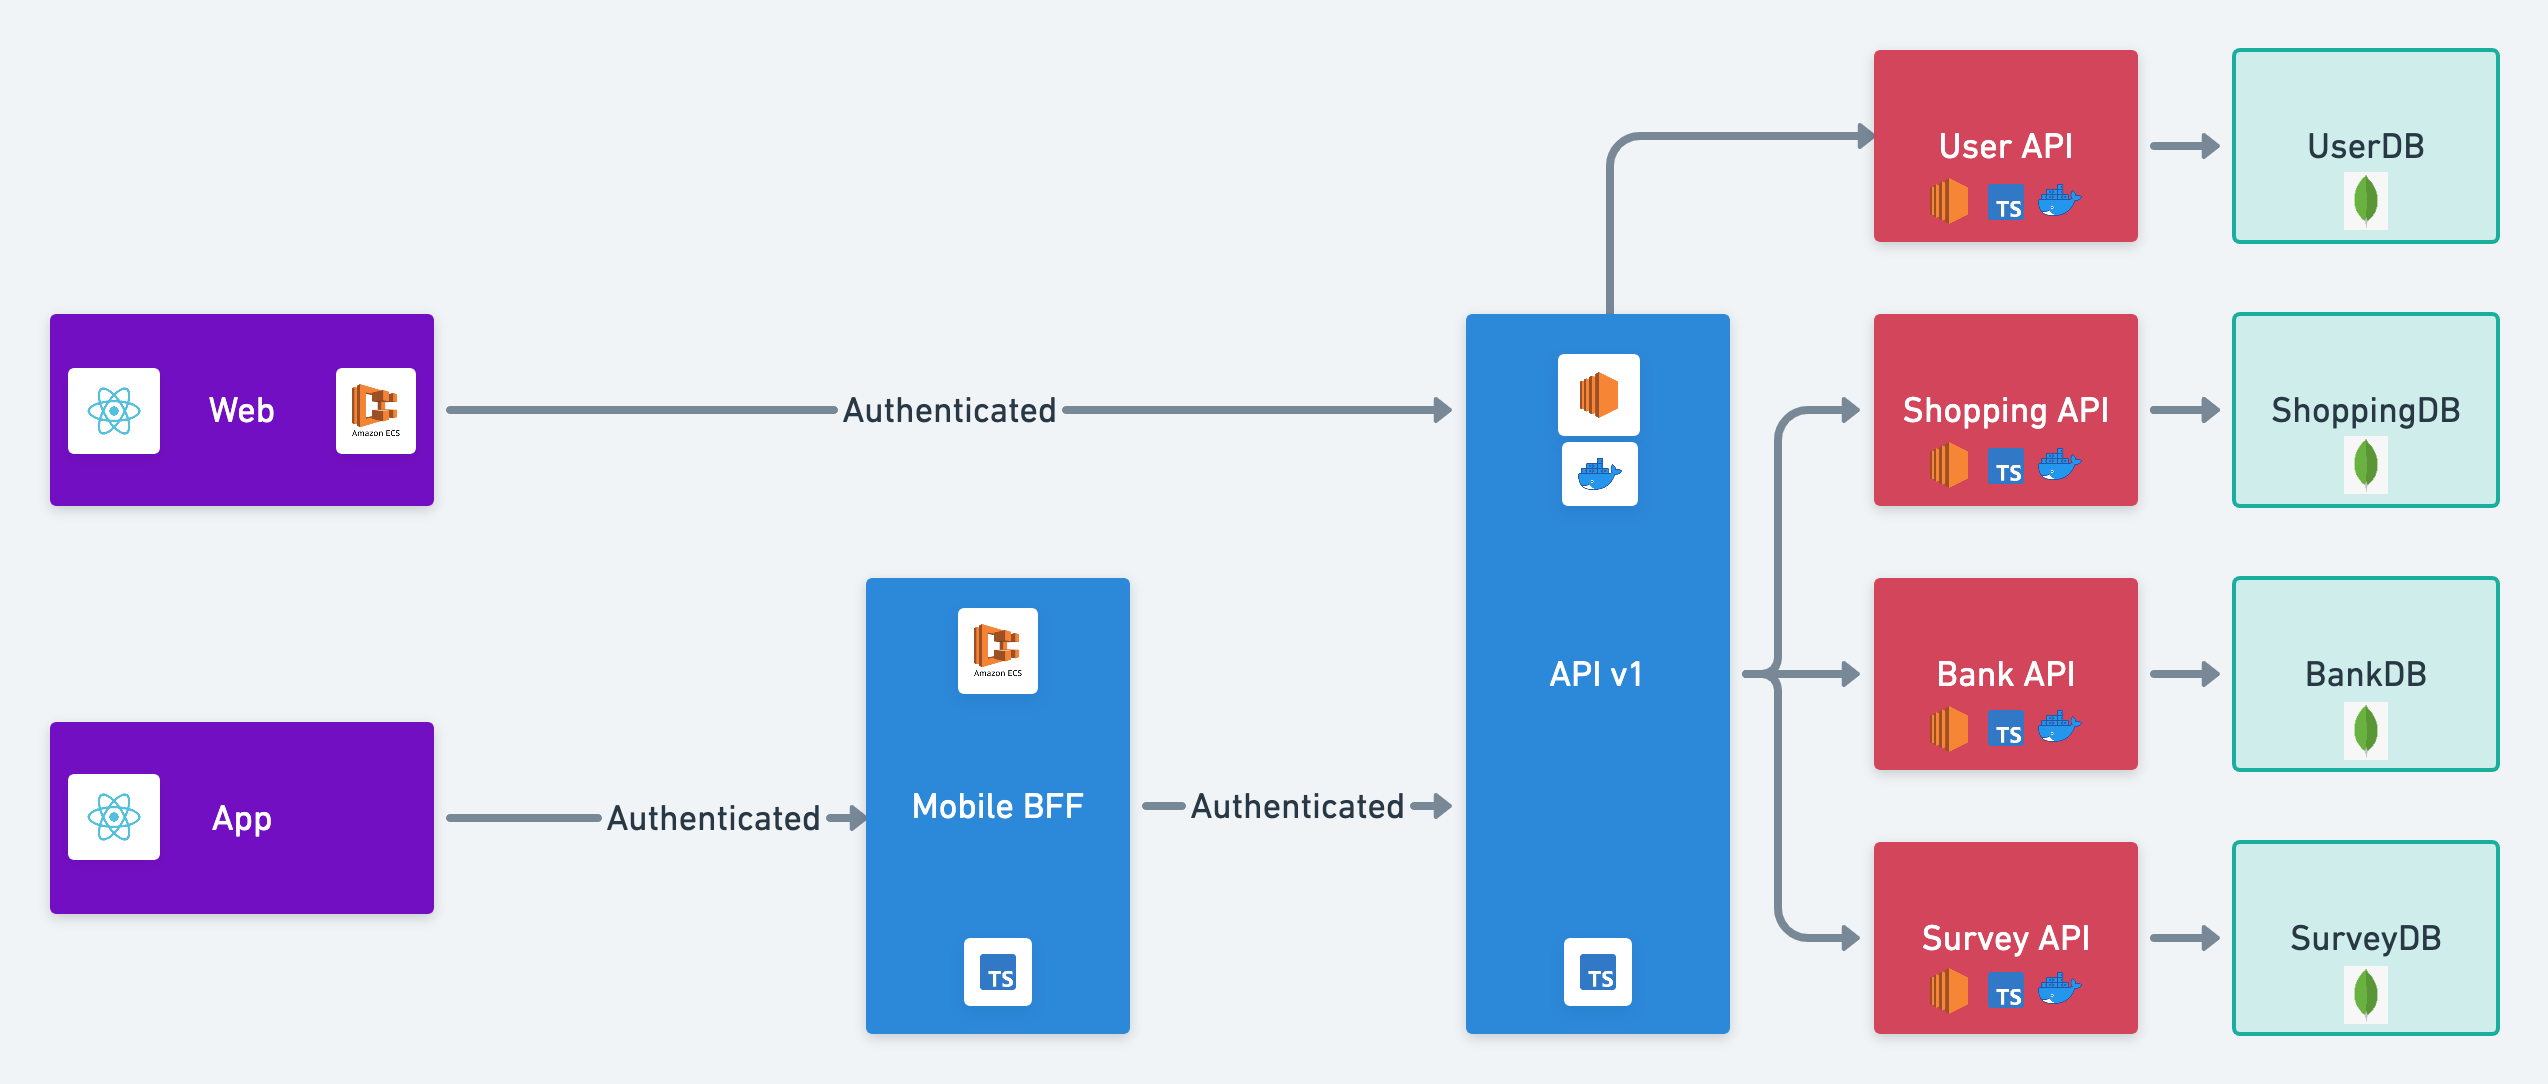 User API
TS
UserDB
Web
Amazon ECS
Authenticated
Shopping API
TS
ShoppingDB
Amazon ECS
API v1
Bank API
TS
BankDB
App
Authenticated
Mobile BFF
Authenticated
TS
TS
Survey API
TS
SurveyDB